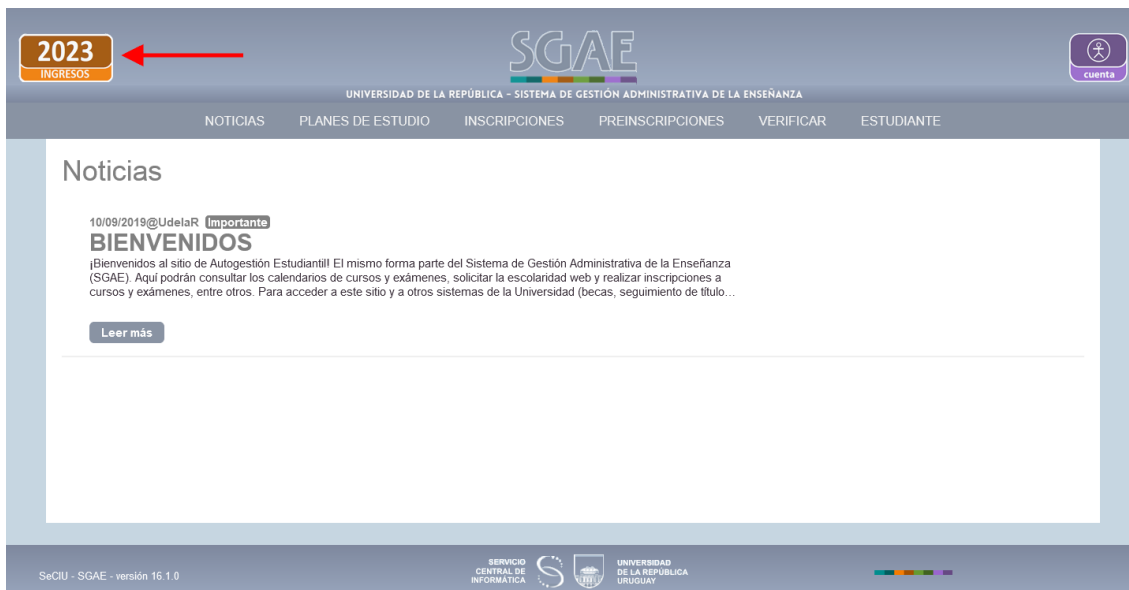 2023
INGRESOS
SGAE
cuenta
UNIVERSIDAD DE LA REPÚBLICA - SISTEMA DE GESTIÓN ADMINISTRATIVA DE LA ENSEÑANZA
NOTICIAS PLANES DE ESTUDIO INSCRIPCIONES PREINSCRIPCIONES VERIFICAR ESTUDIANTE
Noticias
10/09/2019@UdelaR Importante
BIENVENIDOS
¡Bienvenidos al sitio de Autogestión Estudiantil! El mismo forma parte del Sistema de Gestión Administrativa de la Enseñanza
(SGAE). Aquí podrán consultar los calendarios de cursos y exámenes, solicitar la escolaridad web y realizar inscripciones a
cursos y exámenes, entre otros. Para acceder a este sitio y a otros sistemas de la Universidad (becas, seguimiento de título...
Leer más
SeCIU - SGAE - versión 16.1.0
SERVICIO
CENTRAL DE
INFORMÁTICA
UNIVERSIDAD
DE LA REPÚBLICA
URUGUAY